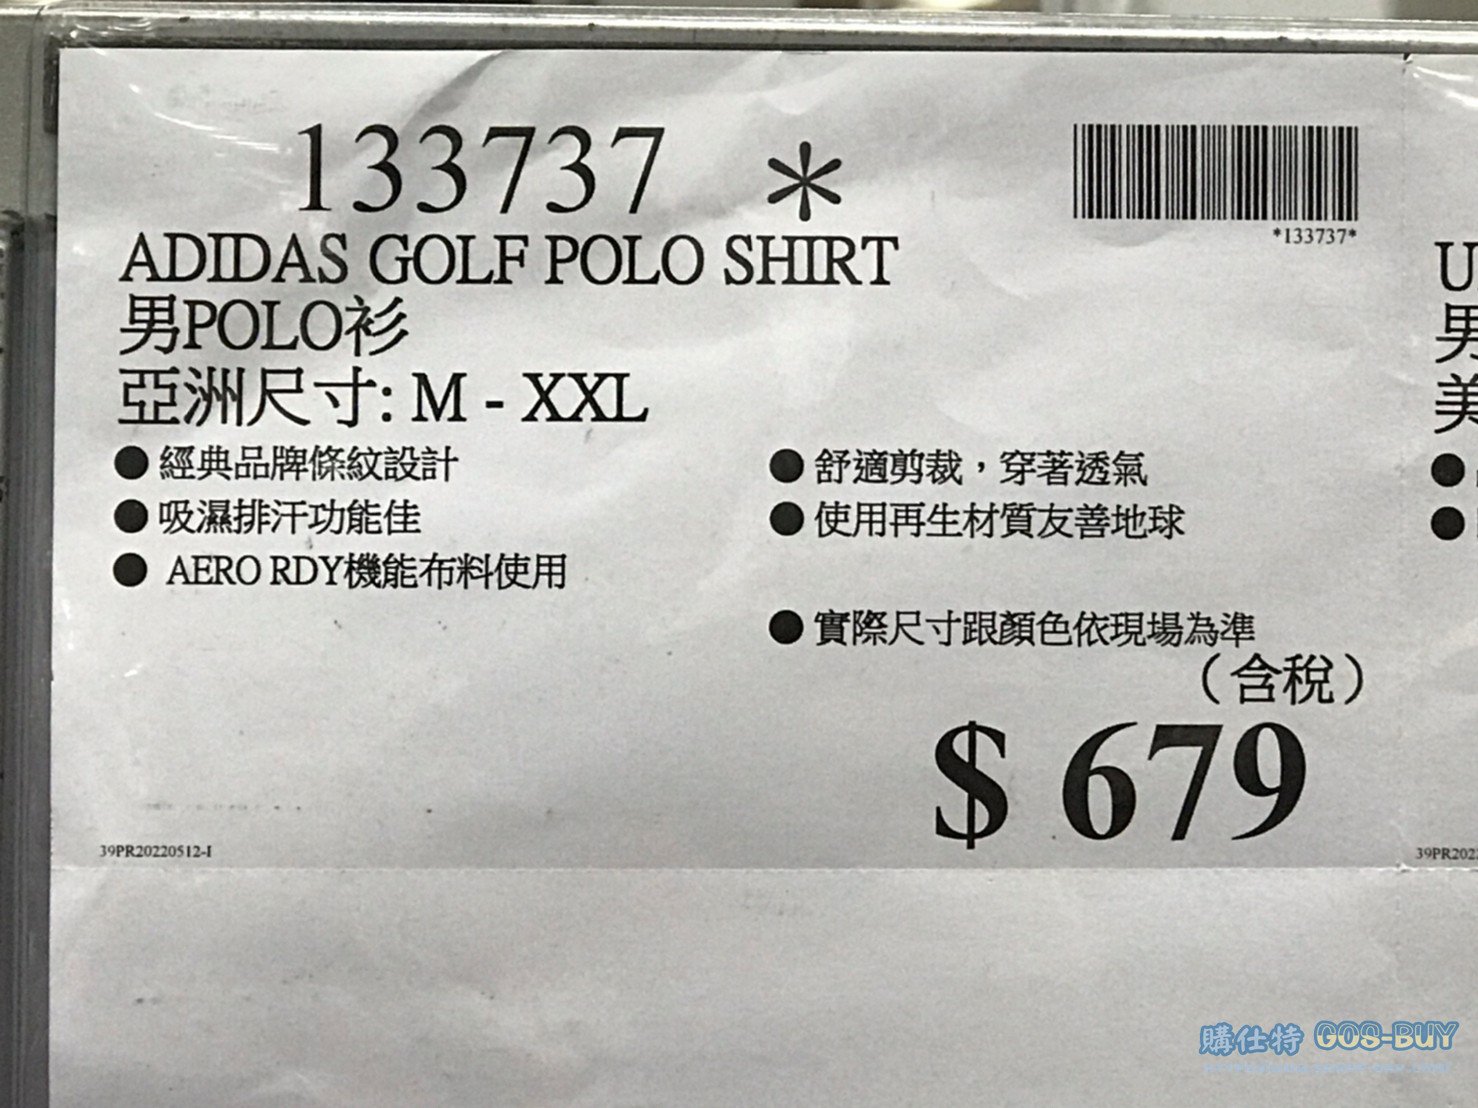 133737 *
*133737*
ADIDAS GOLF POLO SHIRT
男POLO衫
亞洲尺寸: M - XXL
● 經典品牌條紋設計
● 吸濕排汗功能佳
● AERO RDY機能布料使用
● 舒適剪裁，穿著透氣
● 使用再生材質友善地球
● 實際尺寸跟顏色依現場為準
（含稅）
$ 679
39PR20220512-I
U
男
美
39PR202
購仕特 GOS-BUY